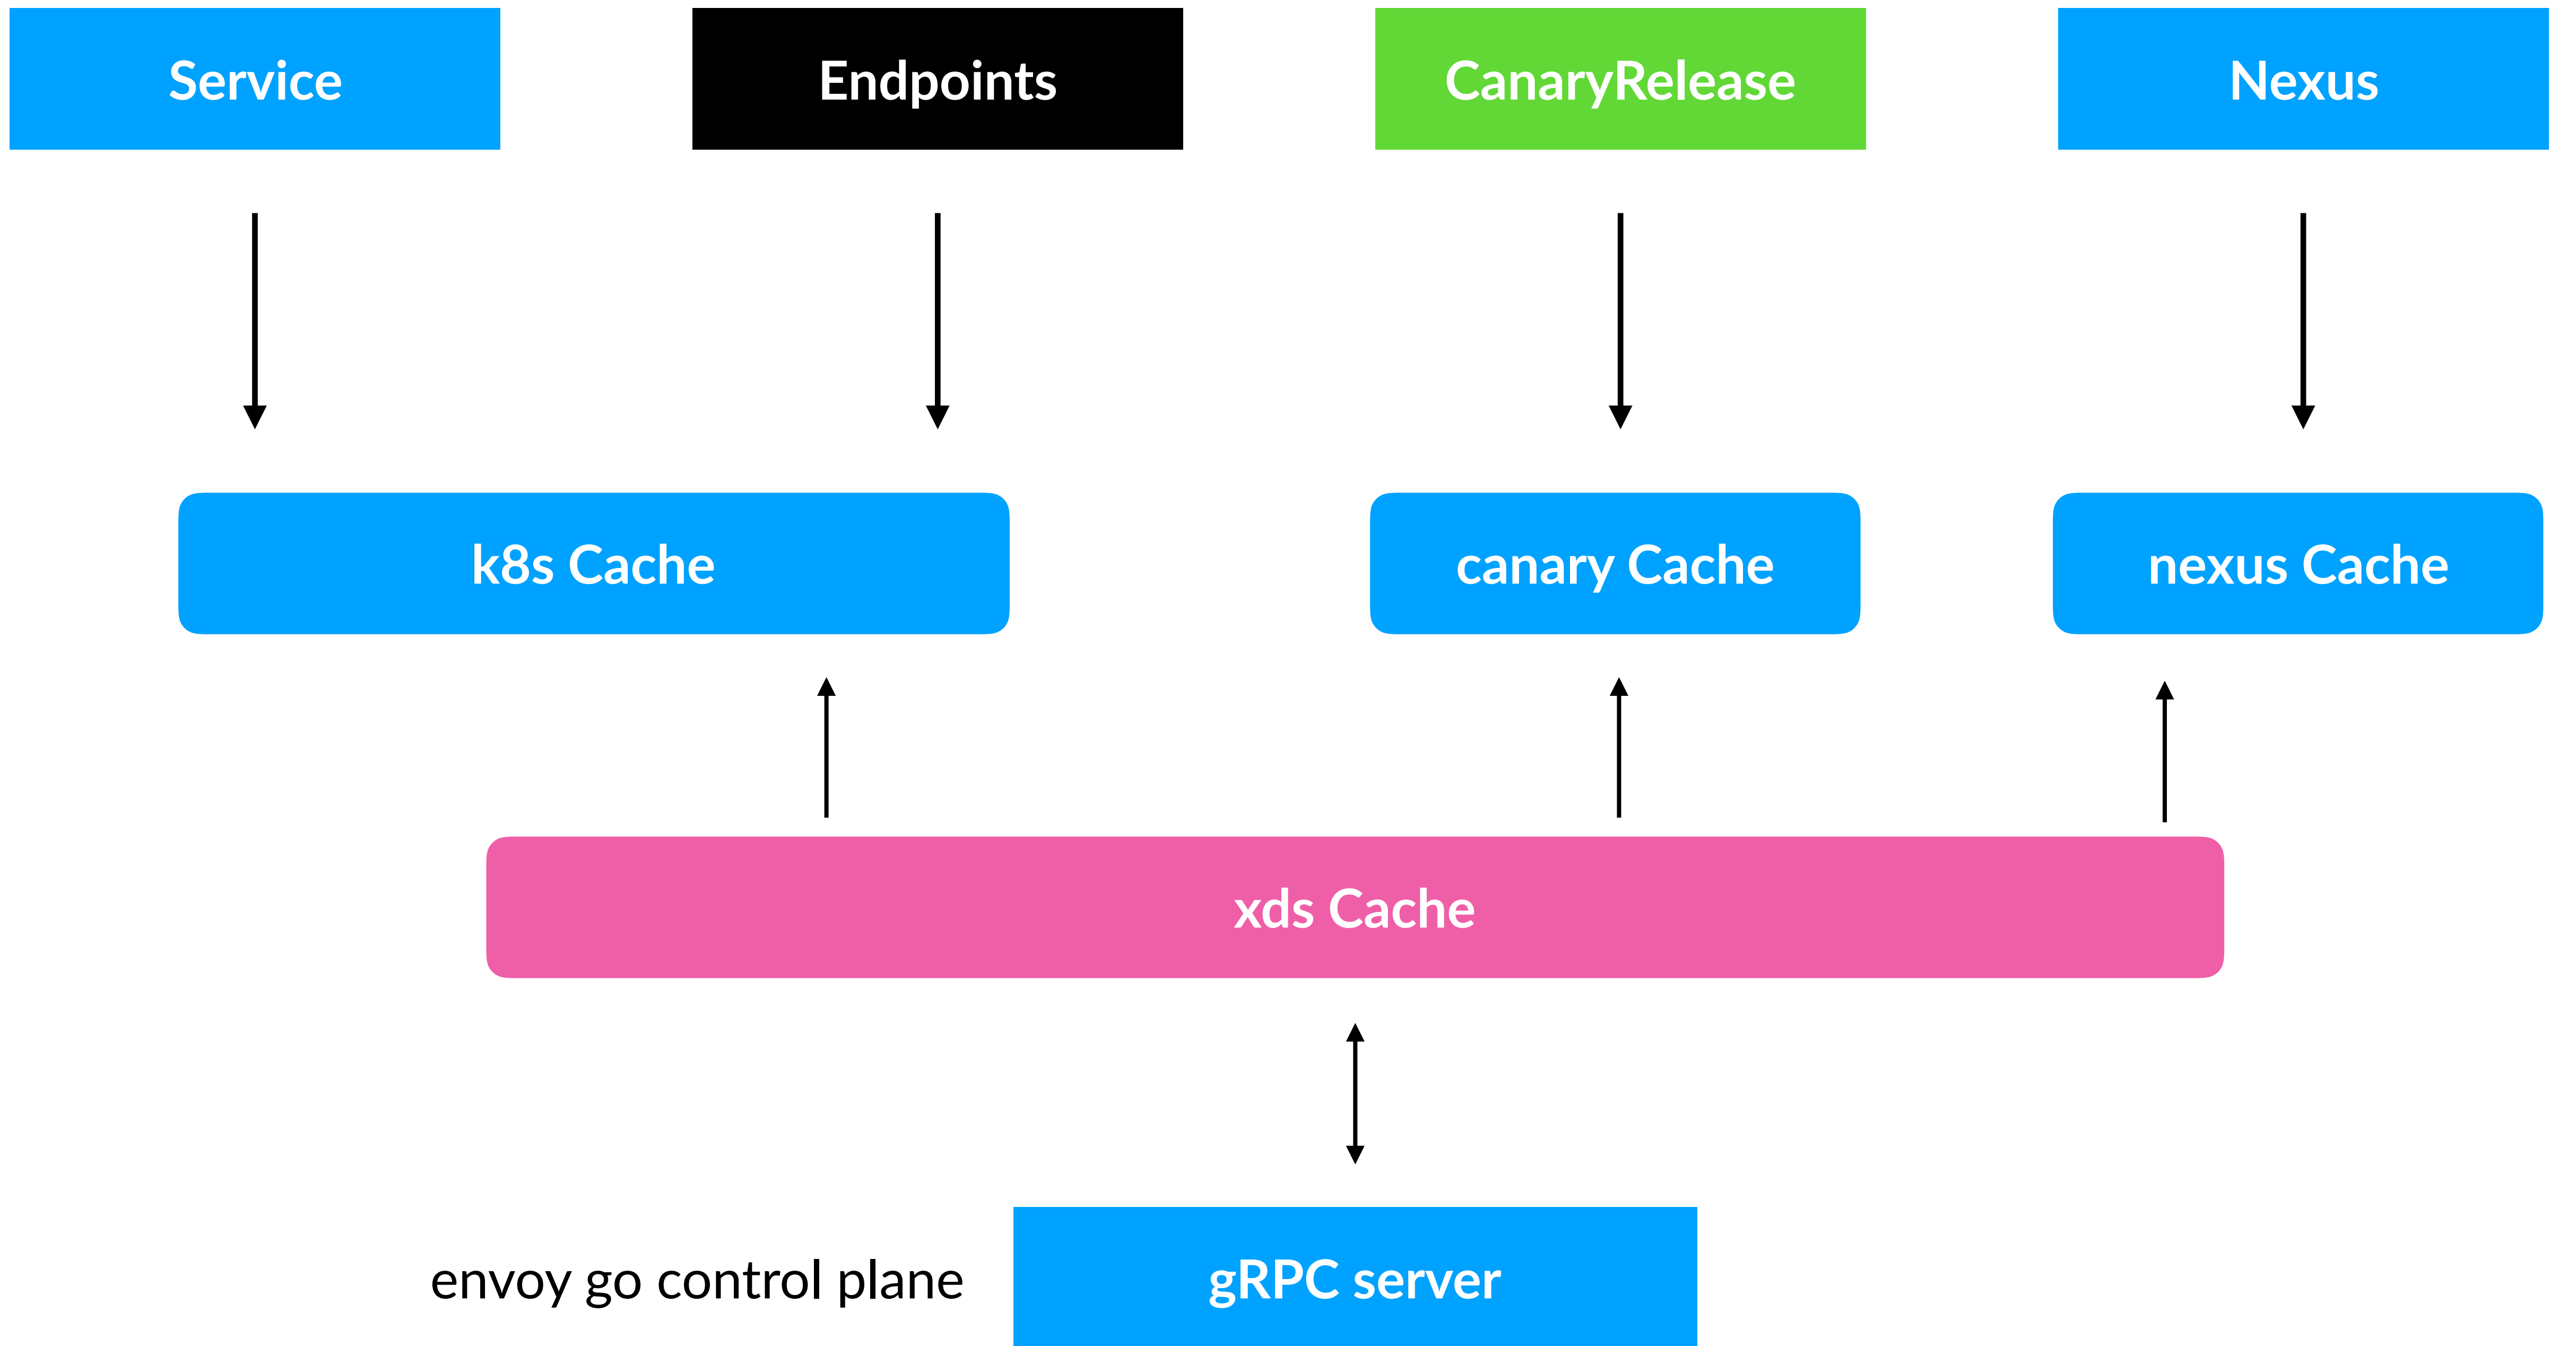 Service
Endpoints
CanaryRelease
Nexus
k8s Cache
canary Cache
nexus Cache
xds Cache
envoy go control plane
gRPC server